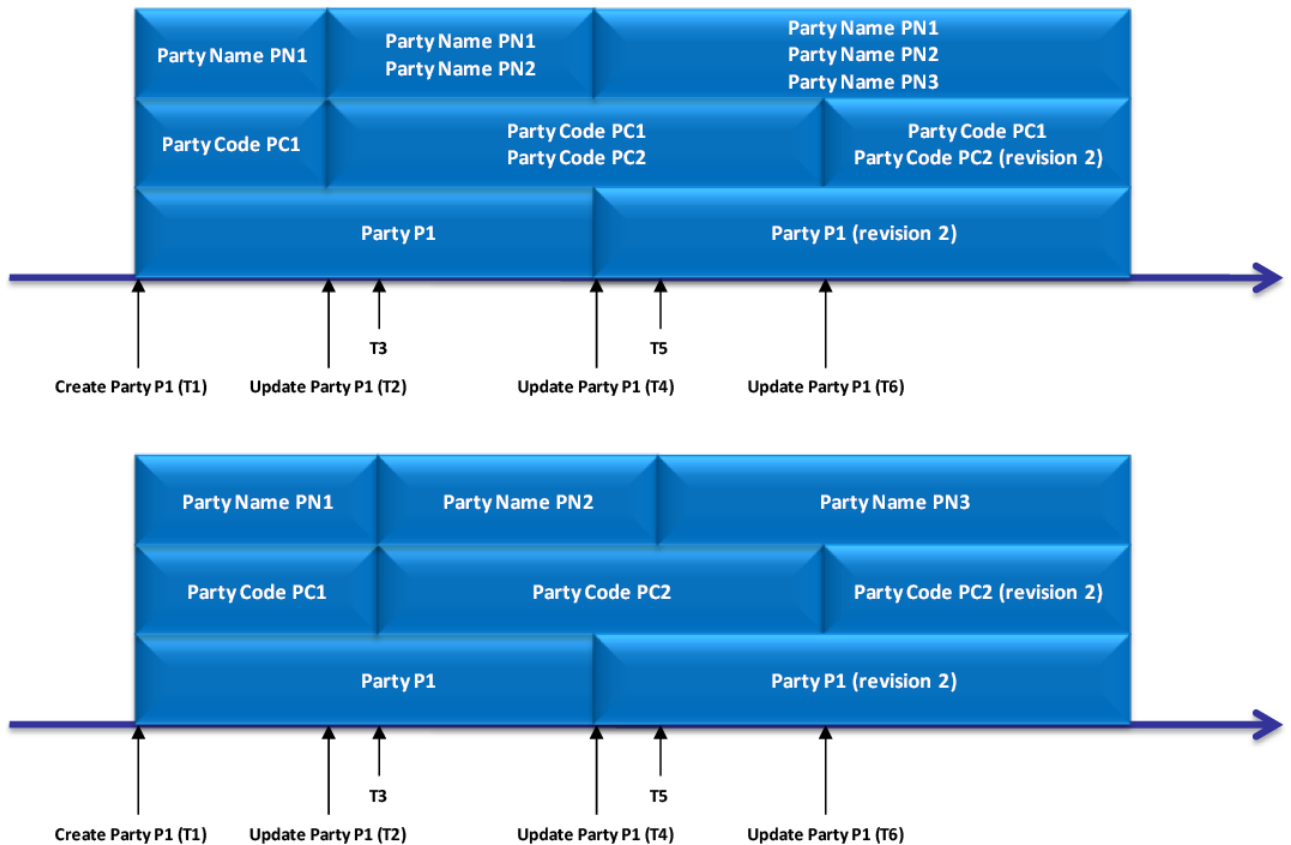 Party Name PN1
Party Name PN1
Party Name PN2
Party Name PN1
Party Name PN2
Party Name PN3
Party Code PC1
Party Code PC1
Party Code PC2
Party Code PC1
Party Code PC2 (revision 2)
Party P1
Party P1 (revision 2)
T3
T5
Create Party P1 (T1)
Update Party P1 (T2)
Update Party P1 (T4)
Update Party P1 (T6)
Party Name PN1
Party Name PN2
Party Name PN3
Party Code PC1
Party Code PC2
Party Code PC2 (revision 2)
Party P1
Party P1 (revision 2)
T3
T5
Create Party P1 (T1)
Update Party P1 (T2)
Update Party P1 (T4)
Update Party P1 (T6)